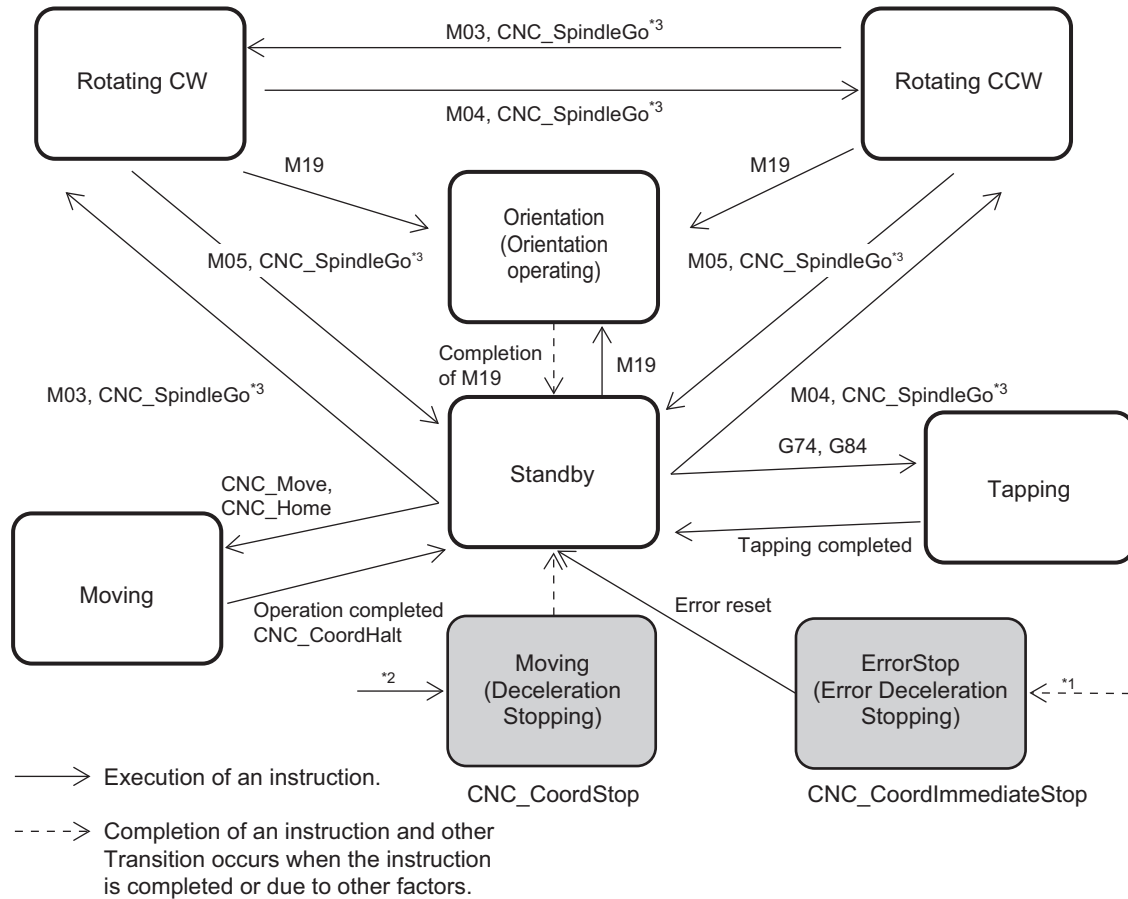 M03, CNC_SpindleGo*3
Rotating CW
Rotating CCW
M04, CNC_SpindleGo*3
M19
M19
Orientation
(Orientation
operating)
M05, CNC_SpindleGo*3
M05, CNC_SpindleGo*3
Completion
of M19
M19
M03, CNC_SpindleGo*3
M04, CNC_SpindleGo*3
G74, G84
Standby
Tapping
CNC_Move,
CNC_Home
Tapping completed
Moving
Operation completed
CNC_CoordHalt
Error reset
Moving
(Deceleration
Stopping)
ErrorStop
(Error Deceleration
Stopping)
*2
*1
CNC_CoordStop
CNC_CoordImmediateStop
Execution of an instruction.
Completion of an instruction and other
Transition occurs when the instruction
is completed or due to other factors.